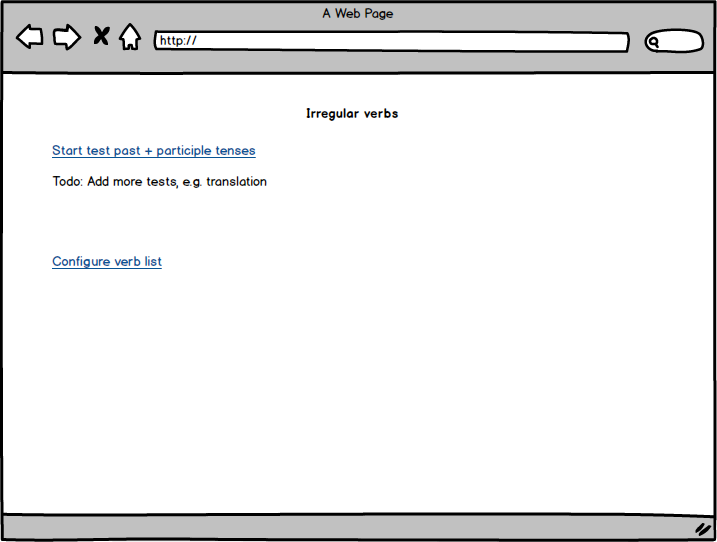 A Web Page
http://
Irregular verbs
Start test past + participle tenses
Todo: Add more tests, e.g. translation
Configure verb list